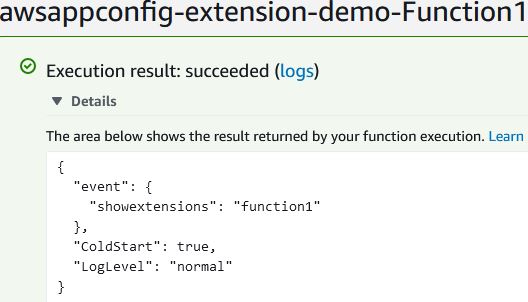 awsappconfig-extension-demo-Function1
Execution result: succeeded (logs)
▼ Details
The area below shows the result returned by your function execution. Learn
{
  "event": {
    "showextensions": "function1"
  },
  "ColdStart": true,
  "LogLevel": "normal"
}